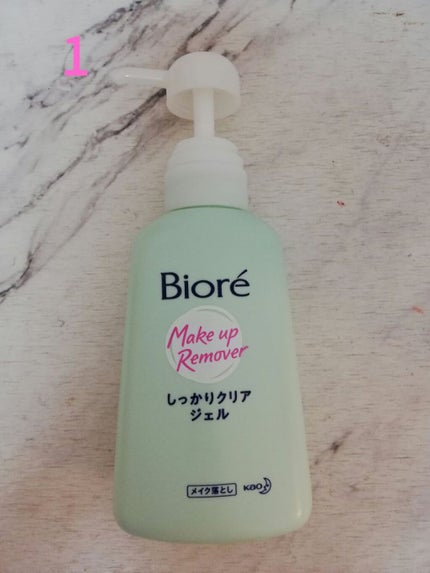 1
Bioré
Make up
Remover
しっかりクリア
ジェル
メイク落とし Kao